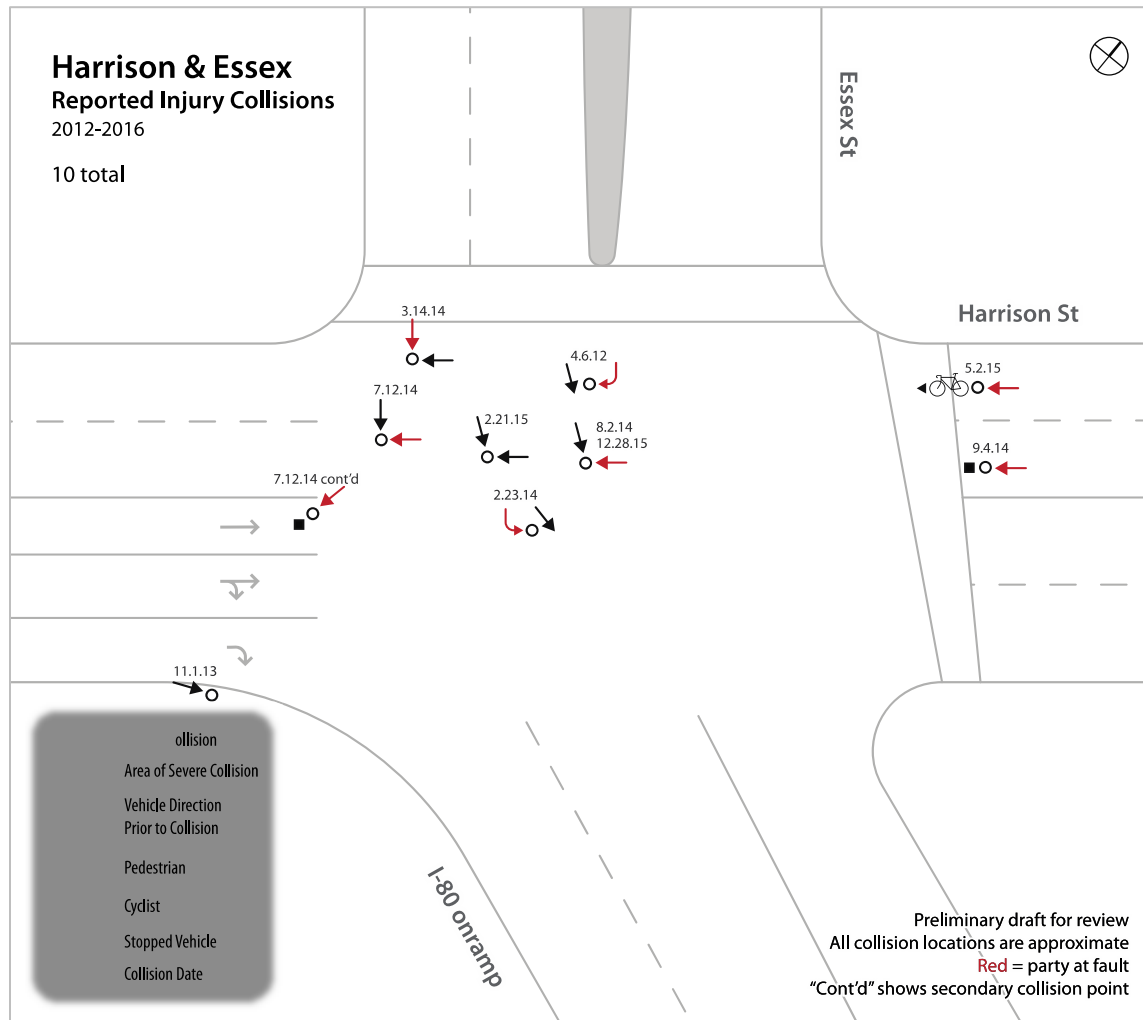 Harrison & Essex
Reported Injury Collisions
2012-2016
10 total
Essex St
Harrison St
3.14.14
4.6.12
5.2.15
7.12.14
2.21.15
8.2.14
12.28.15
9.4.14
7.12.14 cont'd
2.23.14
11.1.13
ollision
Area of Severe Collision
Vehicle Direction
Prior to Collision
Pedestrian
Cyclist
Stopped Vehicle
Collision Date
I-80 onramp
Preliminary draft for review
All collision locations are approximate
Red = party at fault
“Cont’d” shows secondary collision point